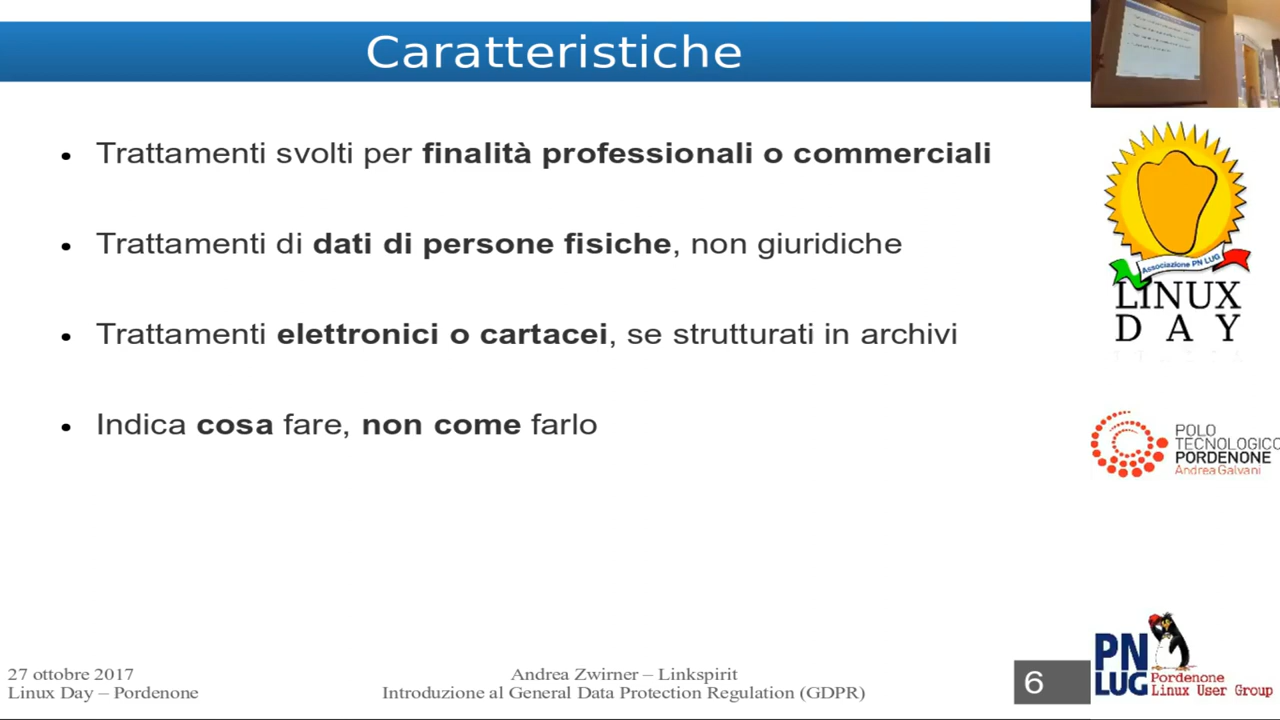 Caratteristiche
• Trattamenti svolti per finalità professionali o commerciali
• Trattamenti di dati di persone fisiche, non giuridiche
• Trattamenti elettronici o cartacei, se strutturati in archivi
• Indica cosa fare, non come farlo
Associazione PN LUG
LINUX
DAY
POLO
TECNOLOGICO
PORDENONE
Andrea Galvani
27 ottobre 2017
Linux Day – Pordenone
Andrea Zwirner – Linkspirit
Introduzione al General Data Protection Regulation (GDPR)
6
PN
LUG
Pordenone
Linux User Group